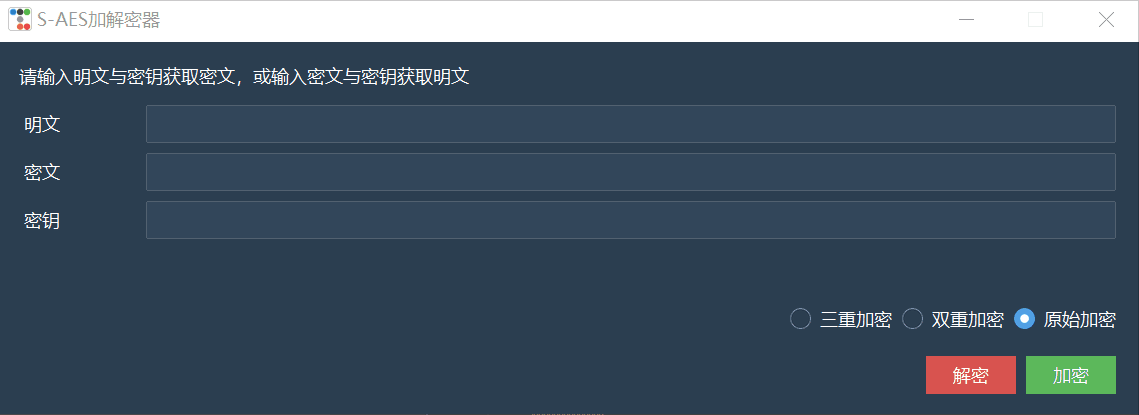 S-AES加解密器
请输入明文与密钥获取密文，或输入密文与密钥获取明文
明文
密文
密钥
三重加密 双重加密 原始加密
解密 加密